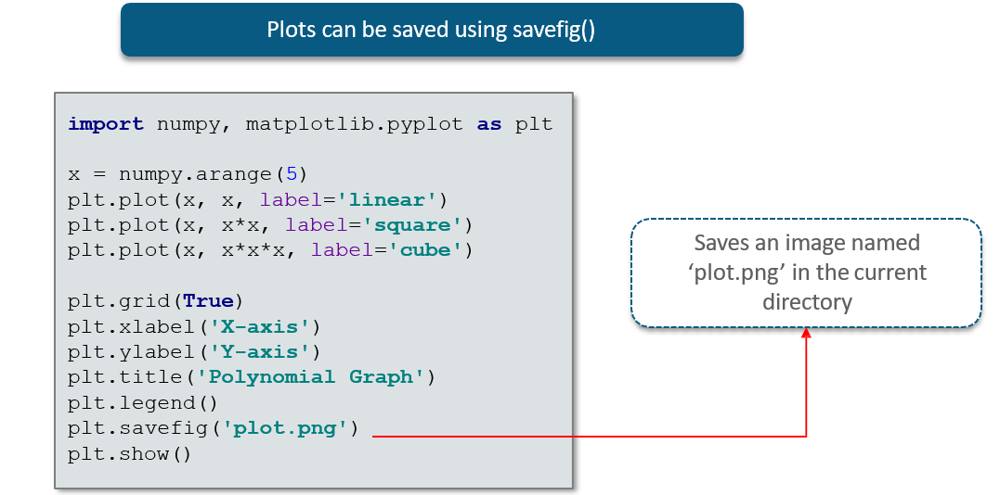 Plots can be saved using savefig()
import numpy, matplotlib.pyplot as plt
x = numpy.arange(5)
plt.plot(x, x, label='linear')
plt.plot(x, x*x, label='square')
plt.plot(x, x*x*x, label='cube')
plt.grid(True)
plt.xlabel('X-axis')
plt.ylabel('Y-axis')
plt.title('Polynomial Graph')
plt.legend()
plt.savefig('plot.png')
plt.show()
Saves an image named
‘plot.png’ in the current
directory